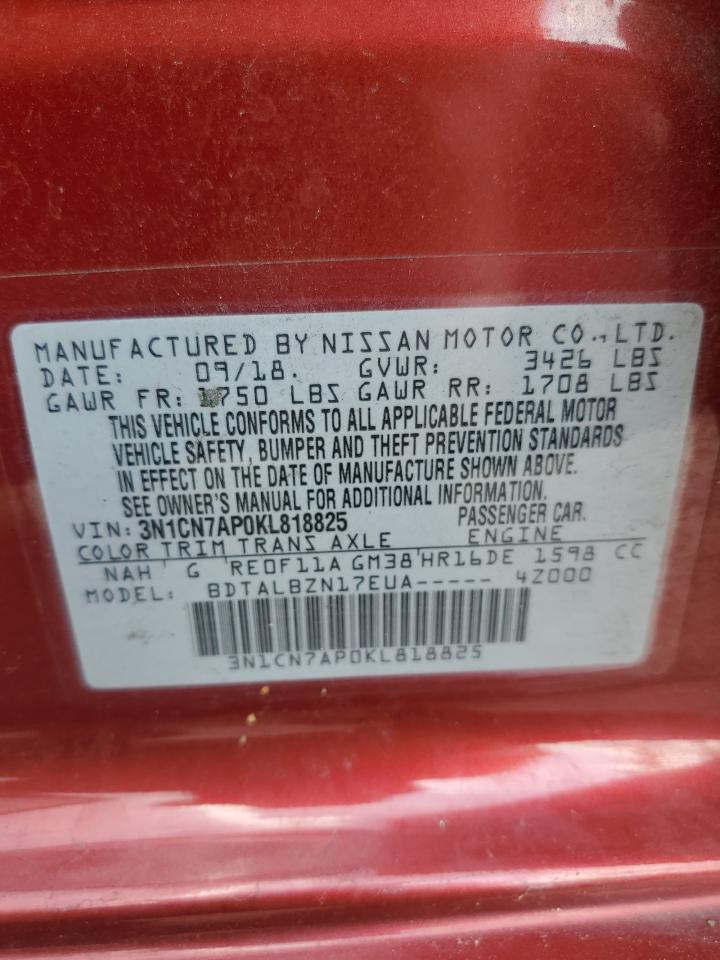 MANUFACTURED BY NISSAN MOTOR CO., LTD.
DATE: 09/18. GVWR: 3426 LBS
GAWR FR: 1750 LBS GAWR RR: 1708 LBS
THIS VEHICLE CONFORMS TO ALL APPLICABLE FEDERAL MOTOR
VEHICLE SAFETY, BUMPER AND THEFT PREVENTION STANDARDS
IN EFFECT ON THE DATE OF MANUFACTURE SHOWN ABOVE.
SEE OWNER'S MANUAL FOR ADDITIONAL INFORMATION.
VIN: 3N1CN7AP0KL818825 PASSENGER CAR.
COLOR TRIM TRANS AXLE ENGINE
NAH G RE0F11A GM38 HR16DE 1598 CC
MODEL: BDTALBZN17EUA----- 4Z000
3N1CN7AP0KL818825